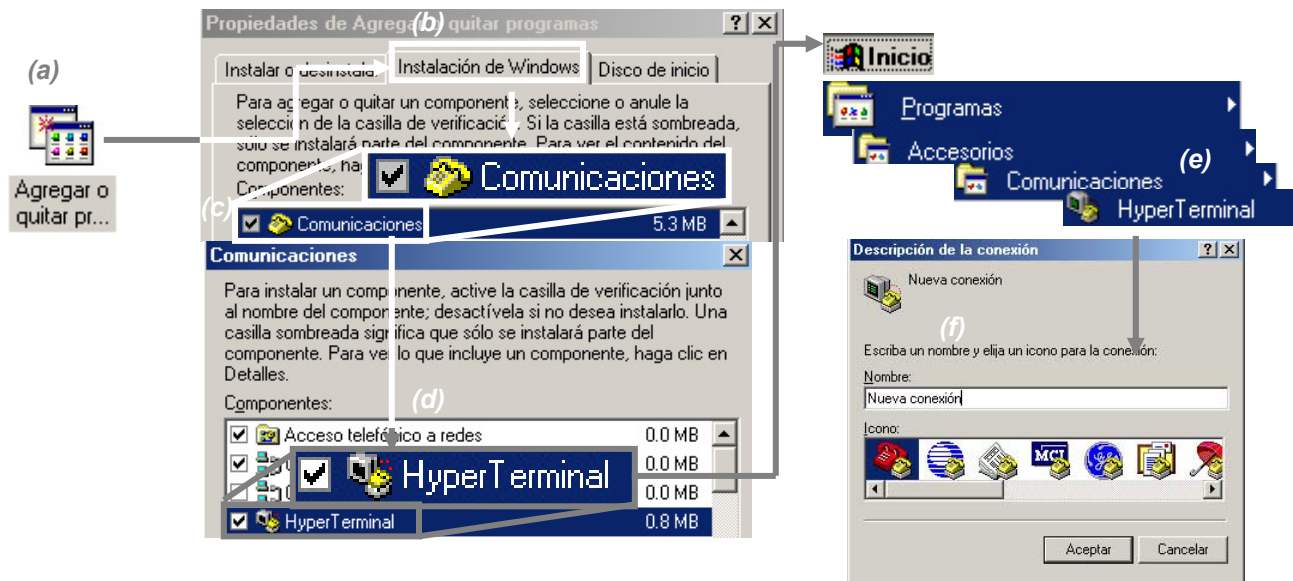 (a)
Agregar o
quitar pr...
Propiedades de Agregar o quitar programas
(b)
Instalar o desinstalar
Instalación de Windows
Disco de inicio
Para agregar o quitar un componente, seleccione o anule la
selección de la casilla de verificación. Si la casilla está sombreada,
sólo se instalará parte del componente. Para ver el contenido del
componente, ha
Comunicaciones
Componentes:
(c)
Comunicaciones
5.3 MB
Comunicaciones
Para instalar un componente, active la casilla de verificación junto
al nombre del componente; desactívela si no desea instalarlo. Una
casilla sombreada significa que sólo se instalará parte del
componente. Para ver lo que incluye un componente, haga clic en
Detalles.
Componentes:
(d)
Acceso telefónico a redes
0.0 MB
0.0 MB
HyperTerminal
0.0 MB
HyperTerminal
0.8 MB
Inicio
Programas
Accesorios
(e)
Comunicaciones
HyperTerminal
Descripción de la conexión
Nueva conexión
(f)
Escriba un nombre y elija un icono para la conexión:
Nombre:
Nueva conexión
Icono:
MCI
Aceptar
Cancelar